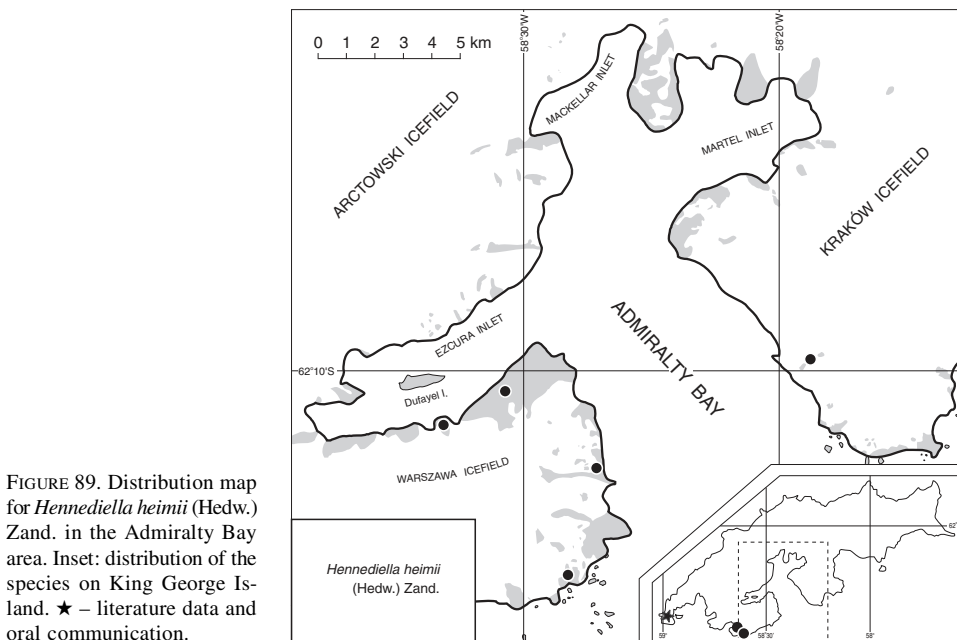 0 1 2 3 4 5 km
58°30'W
58°20'W
MACKELLAR INLET
MARTEL INLET
ARCTOWSKI ICEFIELD
KRAKÓW ICEFIELD
EZCURA INLET
ADMIRALTY BAY
62°10'S
Dufayel I.
WARSZAWA ICEFIELD
Hennediella heimii
(Hedw.) Zand.
62°
59°
58°30'
58°
FIGURE 89. Distribution map
for Hennediella heimii (Hedw.)
Zand. in the Admiralty Bay
area. Inset: distribution of the
species on King George Is-
land. ★ – literature data and
oral communication.